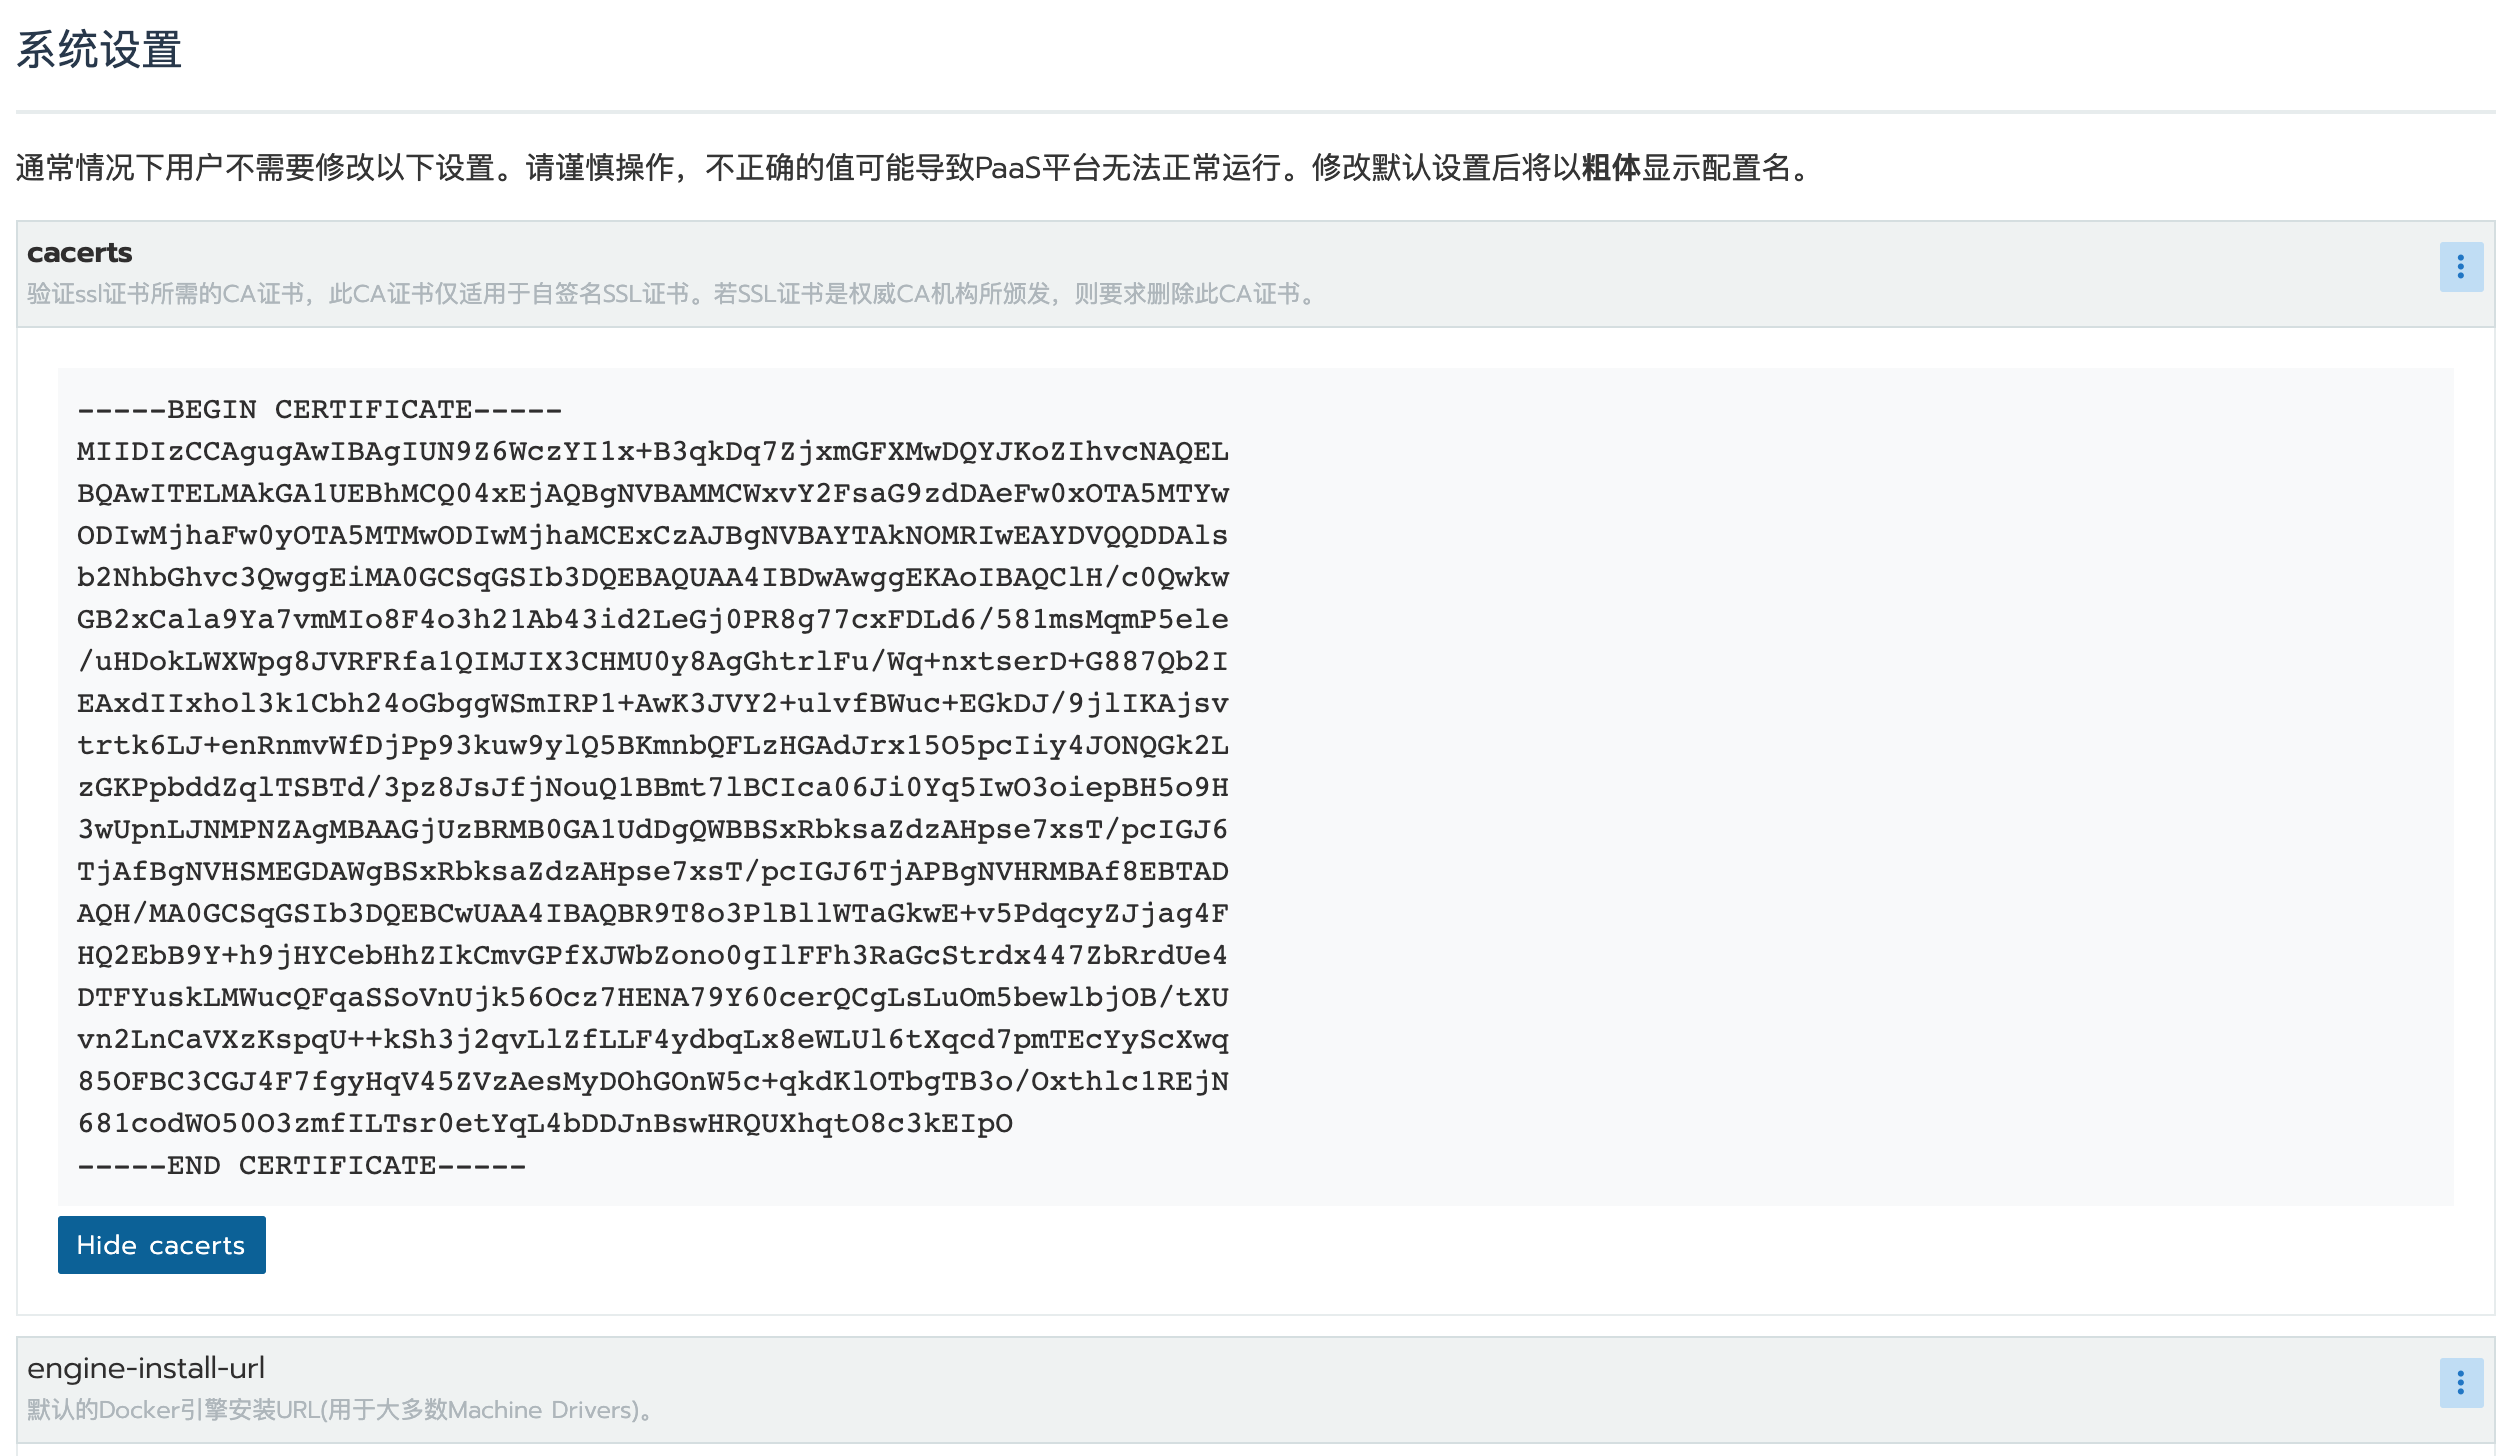 系统设置
通常情况下用户不需要修改以下设置。请谨慎操作，不正确的值可能导致PaaS平台无法正常运行。修改默认设置后将以粗体显示配置名。
cacerts
验证ssl证书所需的CA证书，此CA证书仅适用于自签名SSL证书。若SSL证书是权威CA机构所颁发，则要求删除此CA证书。
-----BEGIN CERTIFICATE-----
MIIDIzCCAgugAwIBAgIUN9Z6WczYI1x+B3qkDq7ZjxmGFXMwDQYJKoZIhvcNAQEL
BQAwITELMAkGA1UEBhMCQ04xEjAQBgNVBAMMCWxvY2FsaG9zdDAeFw0xOTA5MTYw
ODIwMjhaFw0yOTA5MTMwODIwMjhaMCExCzAJBgNVBAYTAkNOMRIwEAYDVQQDDAls
b2NhbGhvc3QwggEiMA0GCSqGSIb3DQEBAQUAA4IBDwAwggEKAoIBAQClH/c0Qwkw
GB2xCala9Ya7vmMIo8F4o3h21Ab43id2LeGj0PR8g77cxFDLd6/581msMqmP5ele
/uHDokLWXWpg8JVRFRfa1QIMJIX3CHMU0y8AgGhtrlFu/Wq+nxtserD+G887Qb2I
EAxdIIxhol3k1Cbh24oGbggWSmIRP1+AwK3JVY2+ulvfBWuc+EGkDJ/9jlIKAjsv
trtk6LJ+enRnmvWfDjPp93kuw9ylQ5BKmnbQFLzHGAdJrx15O5pcIiy4JONQGk2L
zGKPpbddZqlTSBTd/3pz8JsJfjNouQ1BBmt7lBCIca06Ji0Yq5IwO3oiepBH5o9H
3wUpnLJNMPNZAgMBAAGjUzBRMB0GA1UdDgQWBBSxRbksaZdzAHpse7xsT/pcIGJ6
TjAfBgNVHSMEGDAWgBSxRbksaZdzAHpse7xsT/pcIGJ6TjAPBgNVHRMBAf8EBTAD
AQH/MA0GCSqGSIb3DQEBCwUAA4IBAQBR9T8o3PlBllWTaGkwE+v5PdqcyZJjag4F
HQ2EbB9Y+h9jHYCebHhZIkCmvGPfXJWbZono0gIlFFh3RaGcStrdx447ZbRrdUe4
DTFYuskLMWucQFqaSSoVnUjk56Ocz7HENA79Y60cerQCgLsLuOm5bewlbjOB/tXU
vn2LnCaVXzKspqU++kSh3j2qvLlZfLLF4ydbqLx8eWLUl6tXqcd7pmTEcYyScXwq
85OFBC3CGJ4F7fgyHqV45ZVzAesMyDOhGOnW5c+qkdKlOTbgTB3o/Oxthlc1REjN
681codWO50O3zmfILTsr0etYqL4bDDJnBswHRQUXhqtO8c3kEIpO
-----END CERTIFICATE-----
Hide cacerts
engine-install-url
默认的Docker引擎安装URL(用于大多数Machine Drivers)。